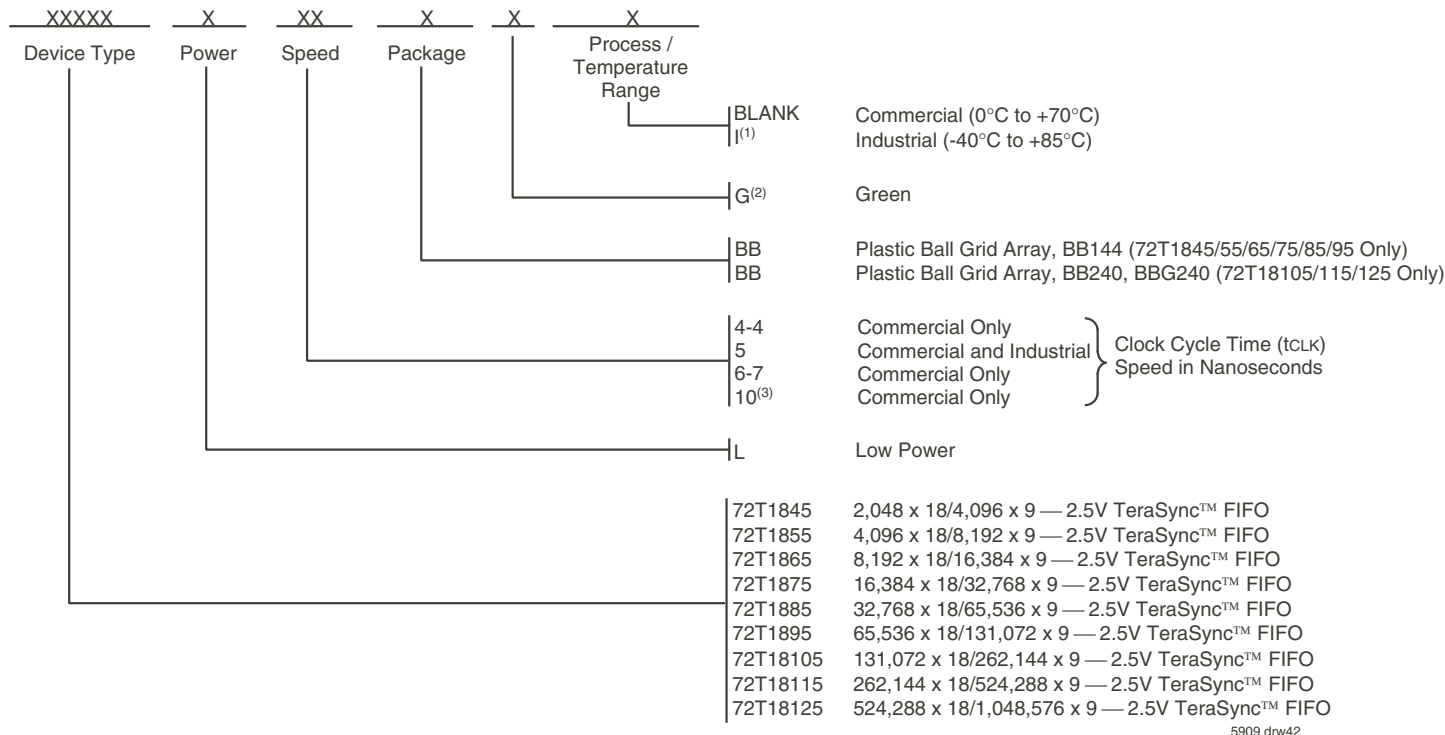 XXXXX X XX X X X
Device Type Power Speed Package Process / Temperature Range
BLANK Commercial (0°C to +70°C)
I(1) Industrial (-40°C to +85°C)
G(2) Green
BB Plastic Ball Grid Array, BB144 (72T1845/55/65/75/85/95 Only)
BB Plastic Ball Grid Array, BB240, BBG240 (72T18105/115/125 Only)
4-4 Commercial Only
5 Commercial and Industrial
6-7 Commercial Only
10(3) Commercial Only
Clock Cycle Time (tCLK)
Speed in Nanoseconds
L Low Power
72T1845 2,048 x 18/4,096 x 9 — 2.5V TeraSync™ FIFO
72T1855 4,096 x 18/8,192 x 9 — 2.5V TeraSync™ FIFO
72T1865 8,192 x 18/16,384 x 9 — 2.5V TeraSync™ FIFO
72T1875 16,384 x 18/32,768 x 9 — 2.5V TeraSync™ FIFO
72T1885 32,768 x 18/65,536 x 9 — 2.5V TeraSync™ FIFO
72T1895 65,536 x 18/131,072 x 9 — 2.5V TeraSync™ FIFO
72T18105 131,072 x 18/262,144 x 9 — 2.5V TeraSync™ FIFO
72T18115 262,144 x 18/524,288 x 9 — 2.5V TeraSync™ FIFO
72T18125 524,288 x 18/1,048,576 x 9 — 2.5V TeraSync™ FIFO
5909 drw42